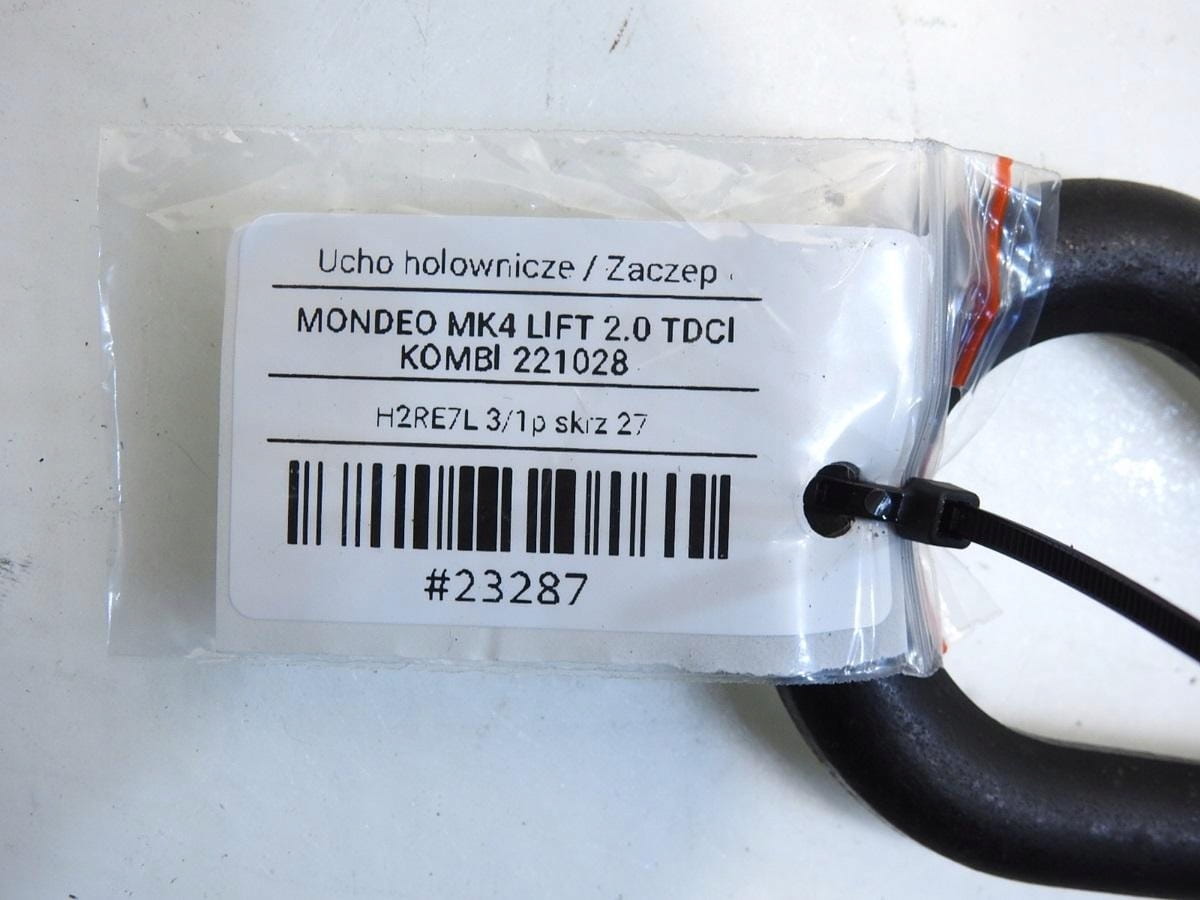 Ucho holownicze / Zaczep
MONDEO MK4 LIFT 2.0 TDCI
KOMBI 221028
H2RE7L 3/1p skrz 27
#23287